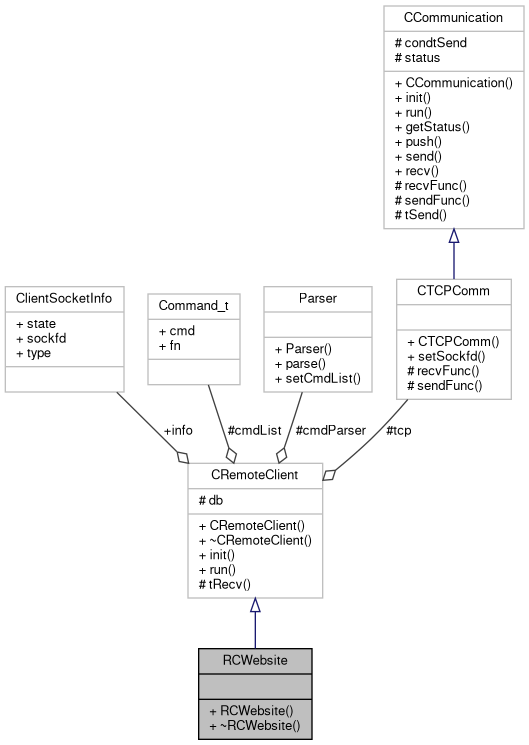 CCommunication
# condtSend
# status
+ CCommunication()
+ init()
+ run()
+ getStatus()
+ push()
+ send()
+ recv()
# recvFunc()
# sendFunc()
# tSend()
ClientSocketInfo
+ state
+ sockfd
+ type
Command_t
+ cmd
+ fn
Parser
+ Parser()
+ parse()
+ setCmdList()
CTCPComm
+ CTCPComm()
+ setSockfd()
# recvFunc()
# sendFunc()
+info
#cmdList
#cmdParser
#tcp
CRemoteClient
# db
+ CRemoteClient()
+ ~CRemoteClient()
+ init()
+ run()
# tRecv()
RCWebsite
+ RCWebsite()
+ ~RCWebsite()